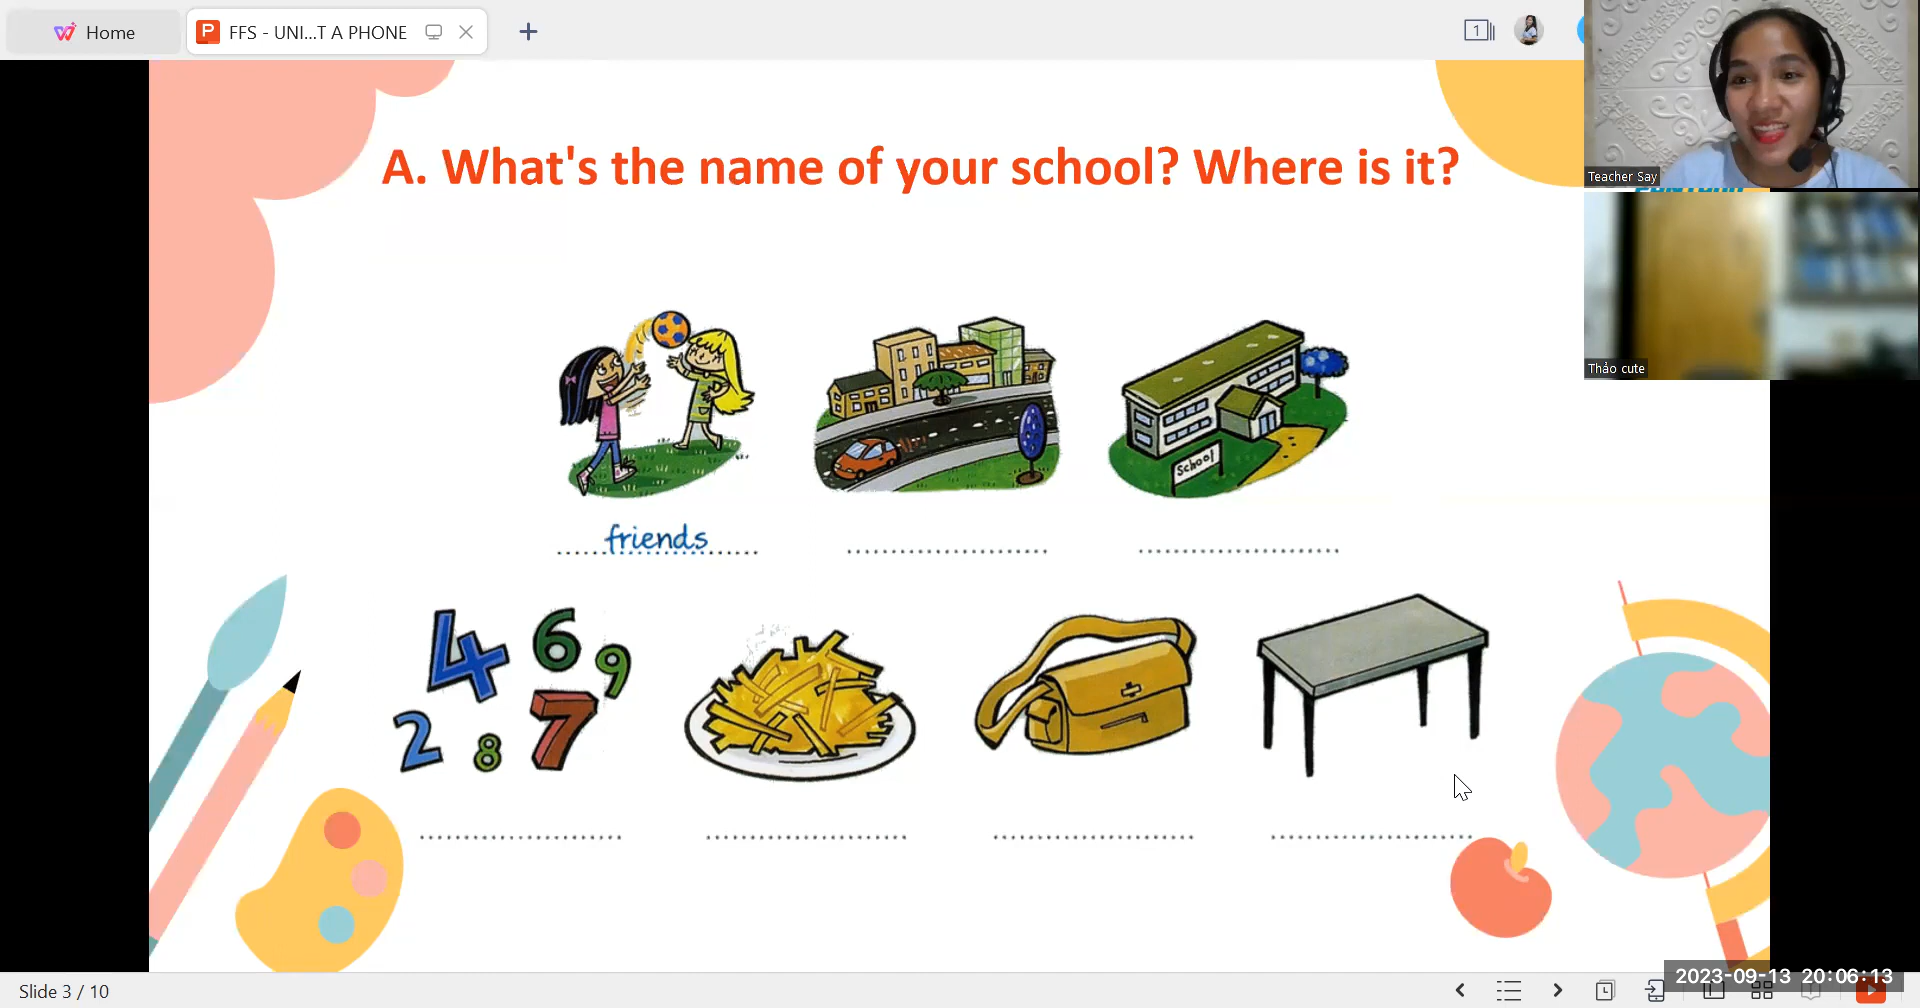 Home
FFS - UNI...T A PHONE
1
A. What's the name of your school? Where is it?
Teacher Say
Thảo cute
School
friends
4 6 9
2 8 7
Slide 3 / 10
2023-09-13 20:06:13